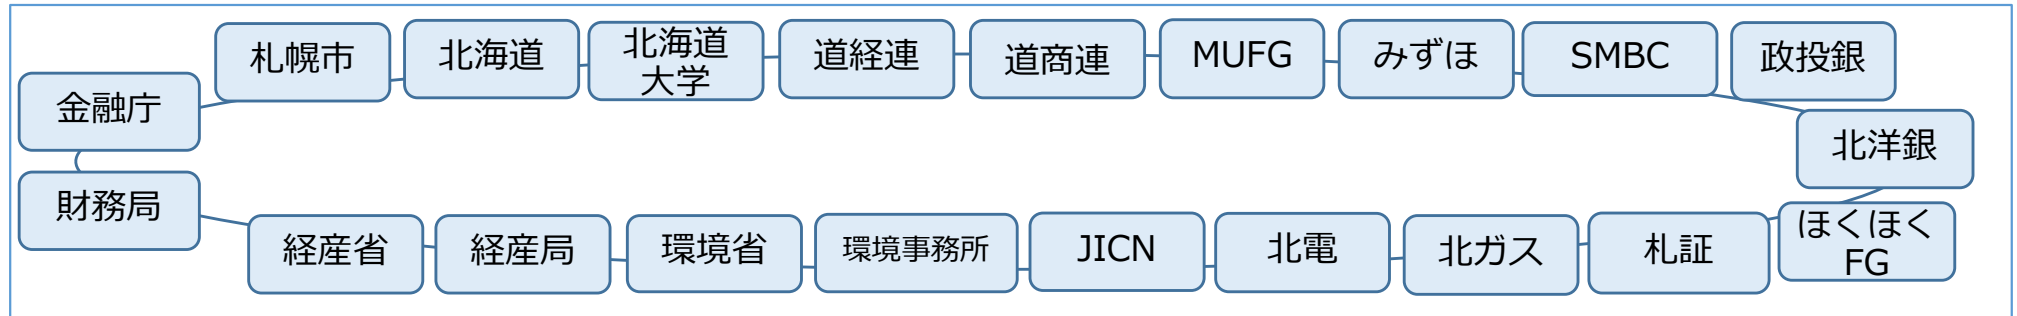 札幌市
北海道
北海道
大学
道経連
道商連
MUFG
みずほ
SMBC
政投銀
金融庁
北洋銀
財務局
ほくほく
FG
経産省
経産局
環境省
環境事務所
JICN
北電
北ガス
札証